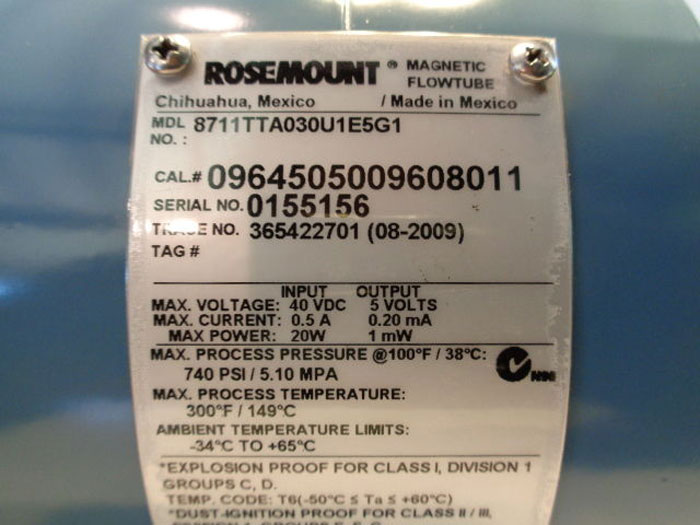 ROSEMOUNT ® MAGNETIC FLOWTUBE
Chihuahua, Mexico / Made in Mexico
MDL NO. : 8711TTA030U1E5G1
CAL.# 0964505009608011
SERIAL NO. 0155156
TRACE NO. 365422701 (08-2009)
TAG #
INPUT OUTPUT
MAX. VOLTAGE: 40 VDC 5 VOLTS
MAX. CURRENT: 0.5 A 0.20 mA
MAX POWER: 20W 1 mW
MAX. PROCESS PRESSURE @100°F / 38°C:
740 PSI / 5.10 MPA
MAX. PROCESS TEMPERATURE:
300°F / 149°C
AMBIENT TEMPERATURE LIMITS:
-34°C TO +65°C
*EXPLOSION PROOF FOR CLASS I, DIVISION 1
GROUPS C, D.
TEMP. CODE: T6(-50°C ≤ Ta ≤ +60°C)
*DUST-IGNITION PROOF FOR CLASS II / III,